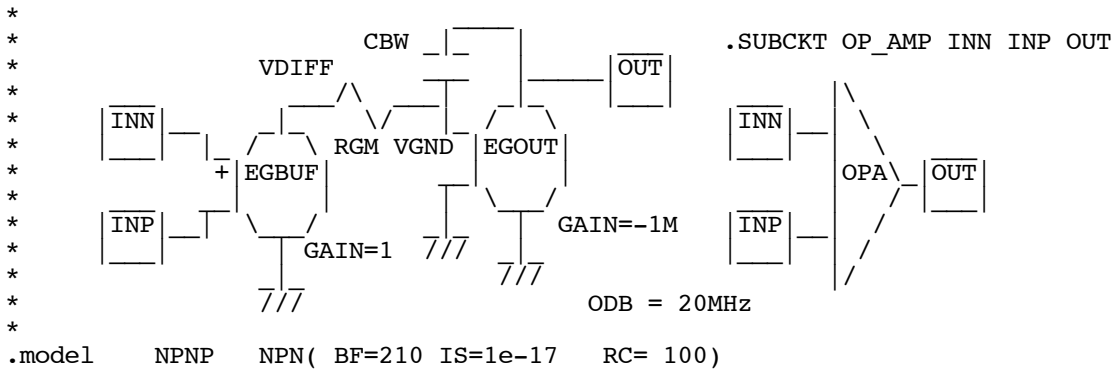 CBW .SUBCKT OP_AMP INN INP OUT
VDIFF OUT
INN INN
RGM VGND EGOUT
+ EGBUF OPA OUT
INP GAIN=-1M INP
GAIN=1
ODB = 20MHz
.model NPNP NPN( BF=210 IS=1e-17 RC= 100)